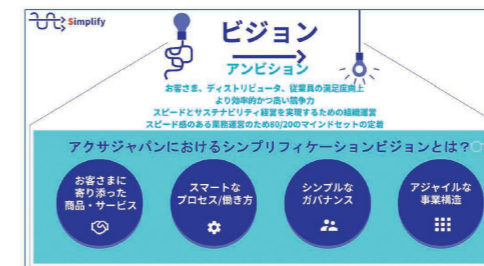 Simplify
ビジョン
アンビション
お客さま、ディストリビュータ、従業員の満足度向上
より効率的かつ高い競争力
スピードとサステナビリティ経営を実現するための組織運営
スピード感のある業務運営のため80/20のマインドセットの定着
アクサジャパンにおけるシンプリフィケーションビジョンとは？
お客さまに
寄り添った
商品・サービス
スマートな
プロセス/働き方
シンプルな
ガバナンス
アジャイルな
事業構造